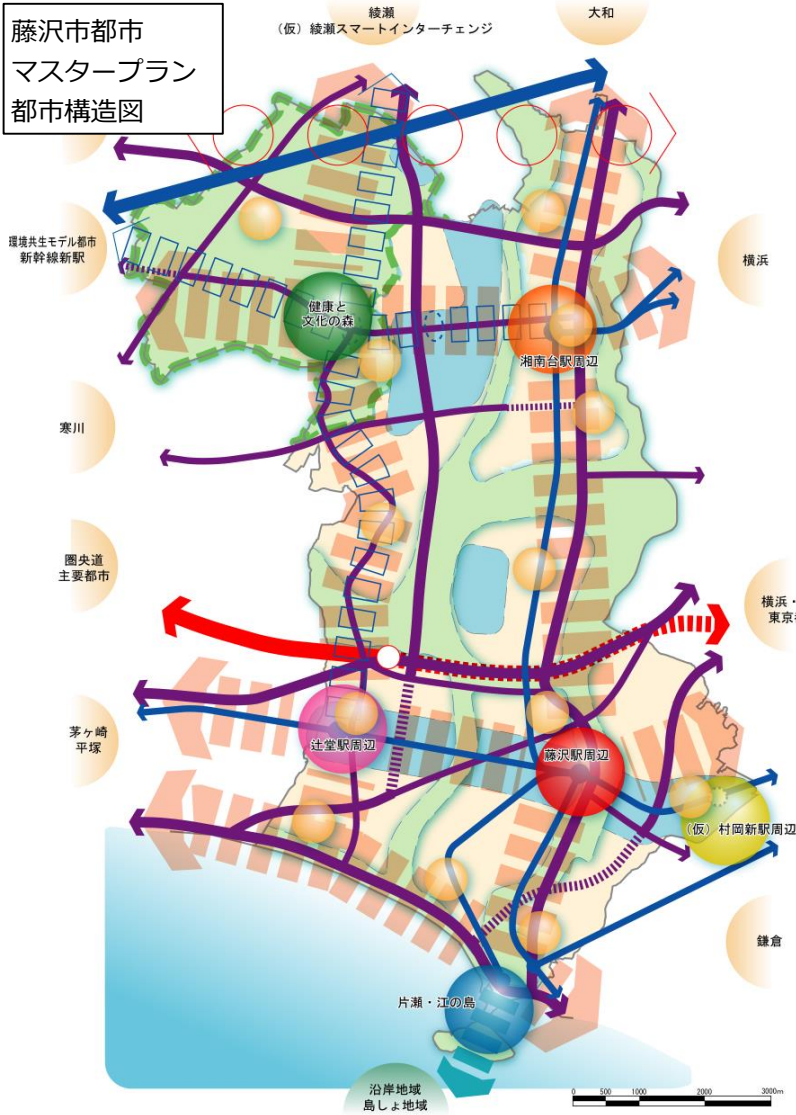 藤沢市都市
マスタープラン
都市構造図
綾瀬
（仮）綾瀬スマートインターチェンジ
大和
環境共生モデル都市
新幹線新駅
横浜
健康と
文化の森
湘南台駅周辺
寒川
圏央道
主要都市
横浜・
東京
茅ヶ崎
平塚
辻堂駅周辺
藤沢駅周辺
（仮）村岡新駅周辺
鎌倉
片瀬・江の島
沿岸地域
島しょ地域
0 500 1000 2000 3000m